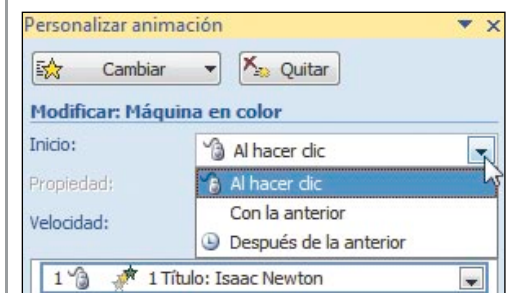 Personalizar animación
Cambiar Quitar
Modificar: Máquina en color
Inicio: Al hacer clic
Propiedad: Al hacer clic
Con la anterior
Velocidad:
Después de la anterior
1 1 Título: Isaac Newton